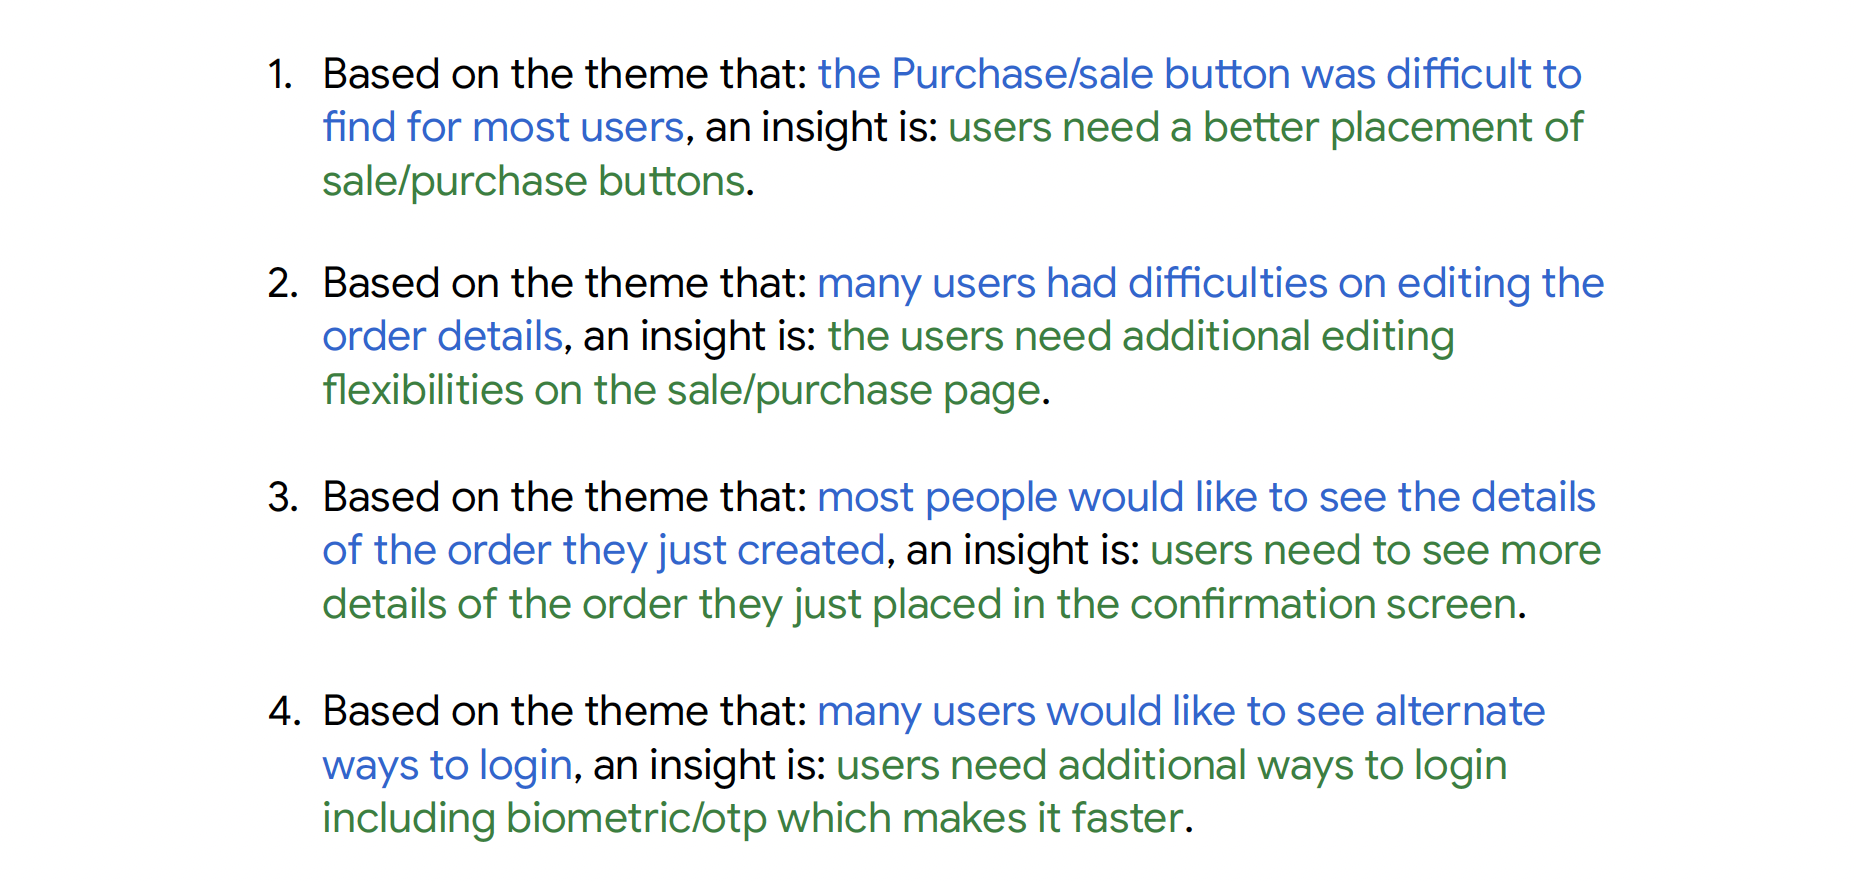 1. Based on the theme that: the Purchase/sale button was difficult to
find for most users, an insight is: users need a better placement of
sale/purchase buttons.
2. Based on the theme that: many users had difficulties on editing the
order details, an insight is: the users need additional editing
flexibilities on the sale/purchase page.
3. Based on the theme that: most people would like to see the details
of the order they just created, an insight is: users need to see more
details of the order they just placed in the confirmation screen.
4. Based on the theme that: many users would like to see alternate
ways to login, an insight is: users need additional ways to login
including biometric/otp which makes it faster.